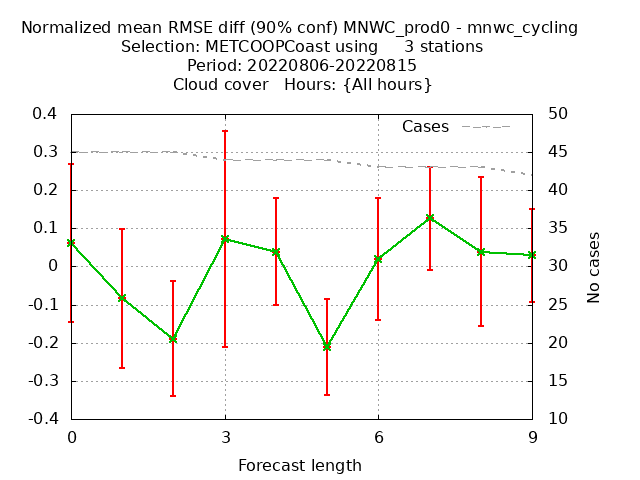 Normalized mean RMSE diff (90% conf) MNWC_prod0 - mnwc_cycling
Selection: METCOOPCoast using 3 stations
Period: 20220806-20220815
Cloud cover Hours: {All hours}
0.4 50
Cases
0.3 45
0.2 40
0.1 35
0 30
-0.1 25
-0.2 20
-0.3 15
-0.4 10
No cases
0 3 6 9
Forecast length